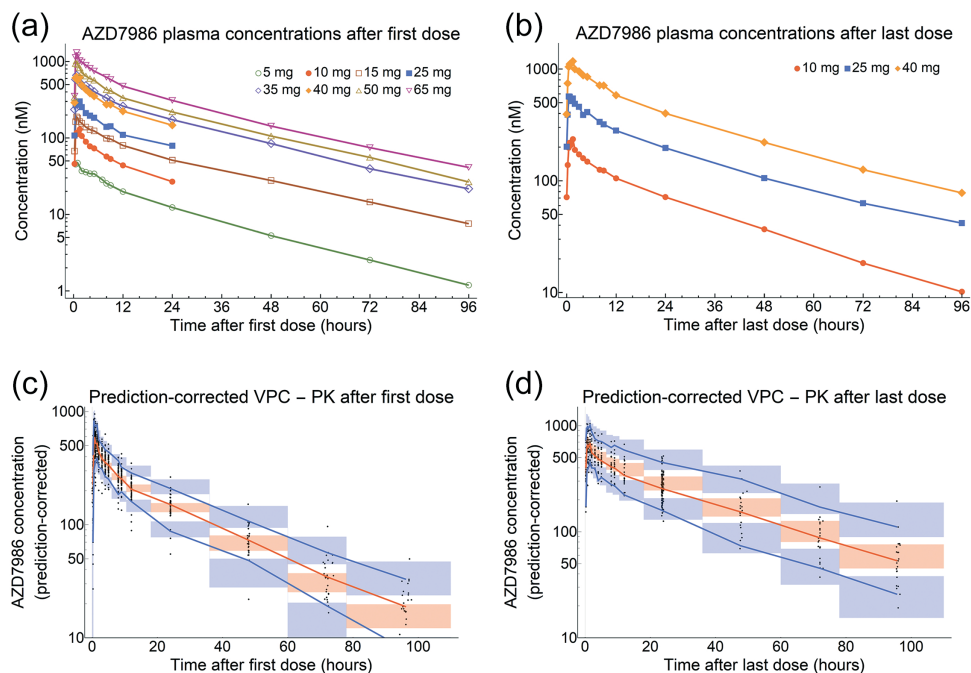 (a)
AZD7986 plasma concentrations after first dose
5 mg 10 mg 15 mg 25 mg
35 mg 40 mg 50 mg 65 mg
Concentration (nM)
1000
500
100
50
10
5
1
0 12 24 36 48 60 72 84 96
Time after first dose (hours)
(b)
AZD7986 plasma concentrations after last dose
10 mg 25 mg 40 mg
Concentration (nM)
1000
500
100
50
10
0 12 24 36 48 60 72 84 96
Time after last dose (hours)
(c)
Prediction-corrected VPC – PK after first dose
AZD7986 concentration
(prediction-corrected)
1000
500
100
50
10
0 20 40 60 80 100
Time after first dose (hours)
(d)
Prediction-corrected VPC – PK after last dose
AZD7986 concentration
(prediction-corrected)
1000
500
100
50
10
0 20 40 60 80 100
Time after last dose (hours)